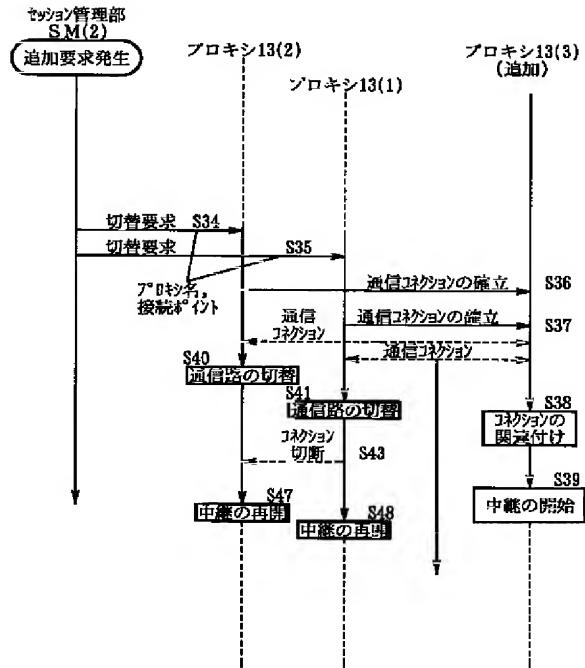 セッション管理部
SM(2)
追加要求発生
プロキシ13(2)
プロキシ13(1)
プロキシ13(3)
(追加)
切替要求 S34
切替要求 S35
プロキシ名,
接続ポイント
通信コネクションの確立 S36
通信コネクションの確立 S37
通信
コネクション
通信コネクション
S40
通信路の切替
S41
通信路の切替
S38
コネクションの
関連付け
コネクション
切断 S43
S39
中継の開始
S47
中継の再開
S48
中継の再開